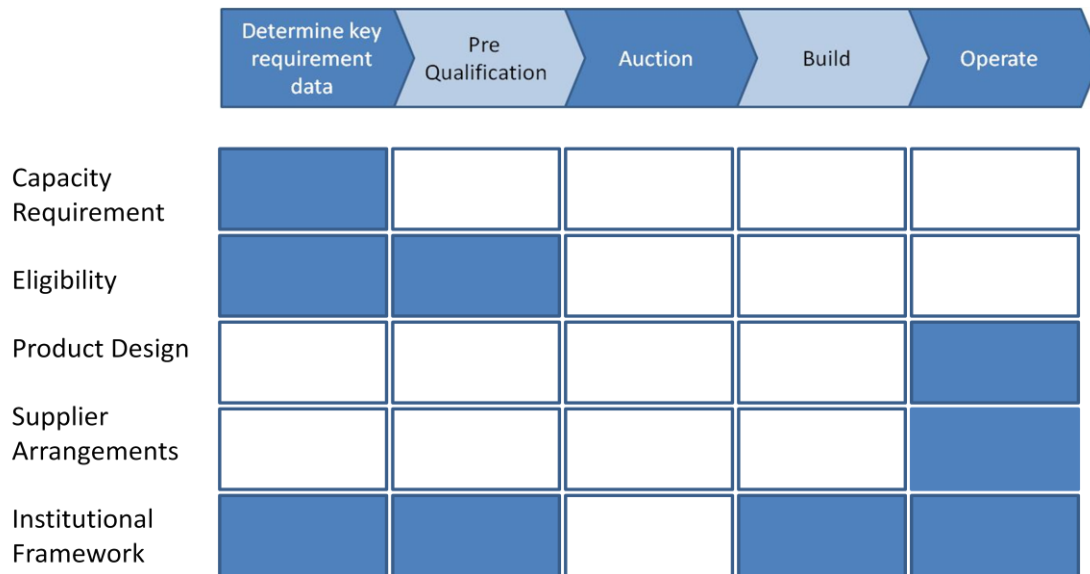 Determine key
requirement
data
Pre
Qualification
Auction
Build
Operate
Capacity
Requirement
Eligibility
Product Design
Supplier
Arrangements
Institutional
Framework